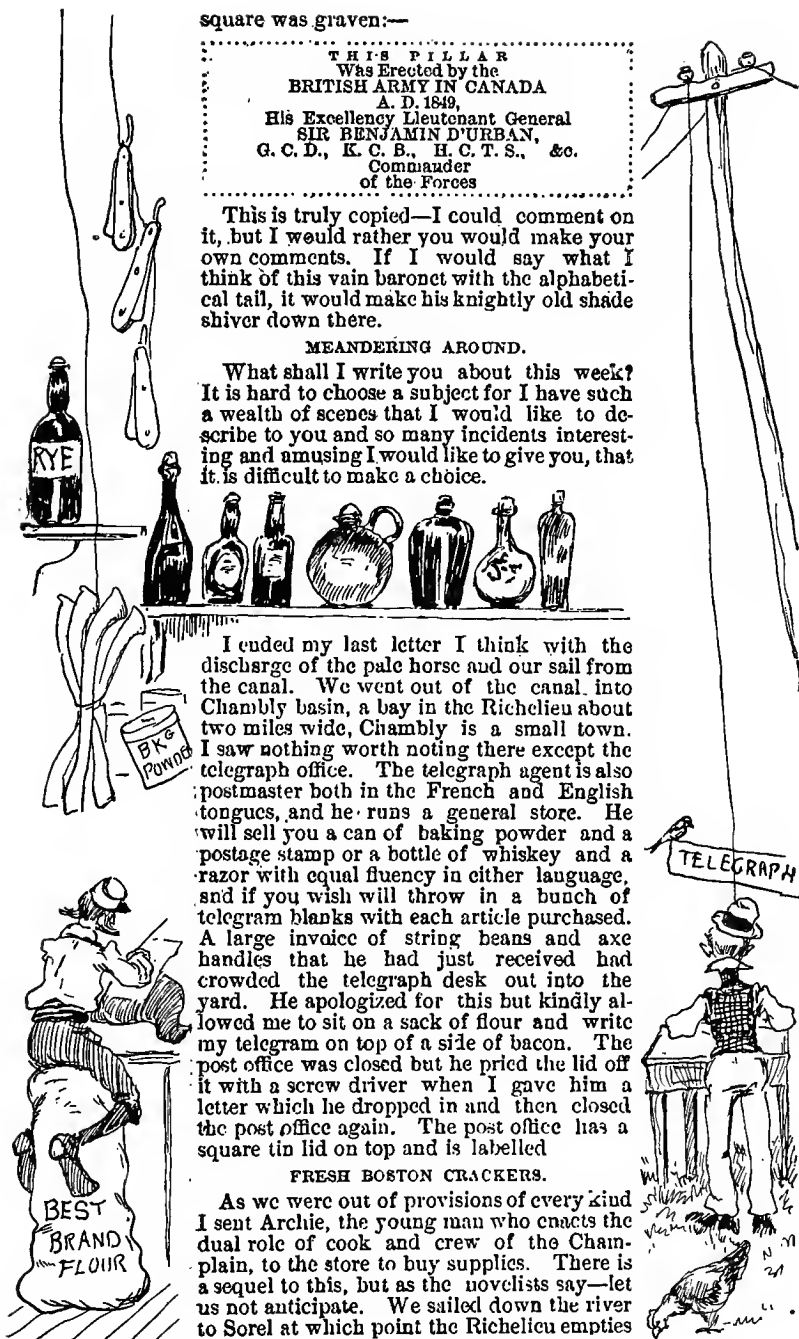 square was graven:—
THIS PILLAR
Was Erected by the
BRITISH ARMY IN CANADA
A. D. 1849,
His Excellency Lieutenant General
SIR BENJAMIN D'URBAN,
G. C. D., K. C. B., H. C. T. S., &c.
Commander
of the Forces
This is truly copied—I could comment on
it, but I would rather you would make your
own comments. If I would say what I
think of this vain baronet with the alphabeti-
cal tail, it would make his knightly old shade
shiver down there.
MEANDERING AROUND.
What shall I write you about this week?
It is hard to choose a subject for I have such
a wealth of scenes that I would like to de-
scribe to you and so many incidents interest-
ing and amusing I would like to give you, that
it is difficult to make a choice.
RYE
I ended my last letter I think with the
discharge of the pale horse and our sail from
the canal. We went out of the canal into
Chambly basin, a bay in the Richelieu about
two miles wide, Chambly is a small town.
I saw nothing worth noting there except the
telegraph office. The telegraph agent is also
postmaster both in the French and English
tongues, and he runs a general store. He
will sell you a can of baking powder and a
postage stamp or a bottle of whiskey and a
razor with equal fluency in either language,
and if you wish will throw in a bunch of
telegram blanks with each article purchased.
A large invoice of string beans and axe
handles that he had just received had
crowded the telegraph desk out into the
yard. He apologized for this but kindly al-
lowed me to sit on a sack of flour and write
my telegram on top of a side of bacon. The
post office was closed but he pried the lid off
it with a screw driver when I gave him a
letter which he dropped in and then closed
the post office again. The post office has a
square tin lid on top and is labelled
BKG
POWDE
TELEGRAPH
FRESH BOSTON CRACKERS.
As we were out of provisions of every kind
I sent Archie, the young man who enacts the
dual role of cook and crew of the Cham-
plain, to the store to buy supplies. There is
a sequel to this, but as the novelists say—let
us not anticipate. We sailed down the river
to Sorel at which point the Richelieu empties
BEST
BRAND
FLOUR